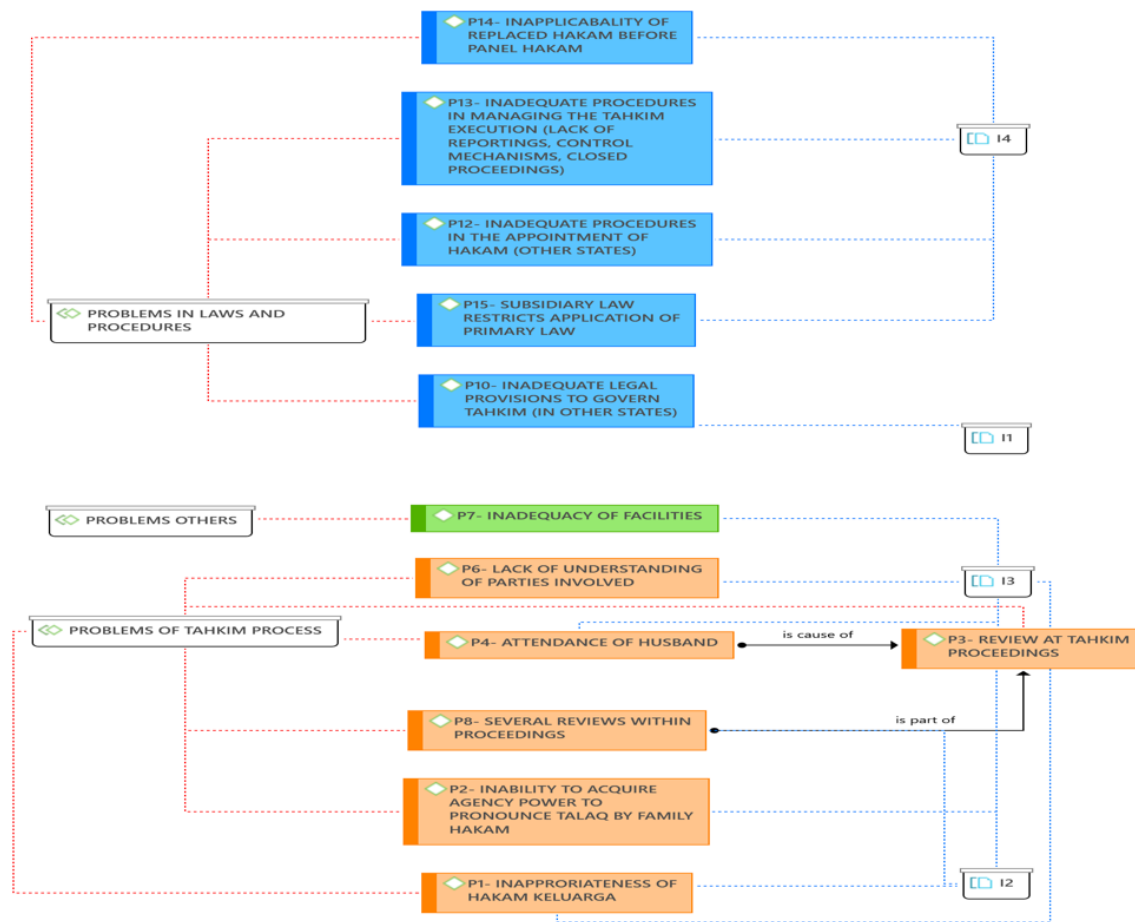 P14- INAPPLICABALITY OF
REPLACED HAKAM BEFORE
PANEL HAKAM
P13- INADEQUATE PROCEDURES
IN MANAGING THE TAHKIM
EXECUTION (LACK OF
REPORTINGS, CONTROL
MECHANISMS, CLOSED
PROCEEDINGS)
I4
P12- INADEQUATE PROCEDURES
IN THE APPOINTMENT OF
HAKAM (OTHER STATES)
PROBLEMS IN LAWS AND
PROCEDURES
P15- SUBSIDIARY LAW
RESTRICTS APPLICATION OF
PRIMARY LAW
P10- INADEQUATE LEGAL
PROVISIONS TO GOVERN
TAHKIM (IN OTHER STATES)
I1
PROBLEMS OTHERS
P7- INADEQUACY OF FACILITIES
P6- LACK OF UNDERSTANDING
OF PARTIES INVOLVED
I3
PROBLEMS OF TAHKIM PROCESS
P4- ATTENDANCE OF HUSBAND
is cause of
P3- REVIEW AT TAHKIM
PROCEEDINGS
P8- SEVERAL REVIEWS WITHIN
PROCEEDINGS
is part of
P2- INABILITY TO ACQUIRE
AGENCY POWER TO
PRONOUNCE TALAQ BY FAMILY
HAKAM
P1- INAPPRORIATENESS OF
HAKAM KELUARGA
I2